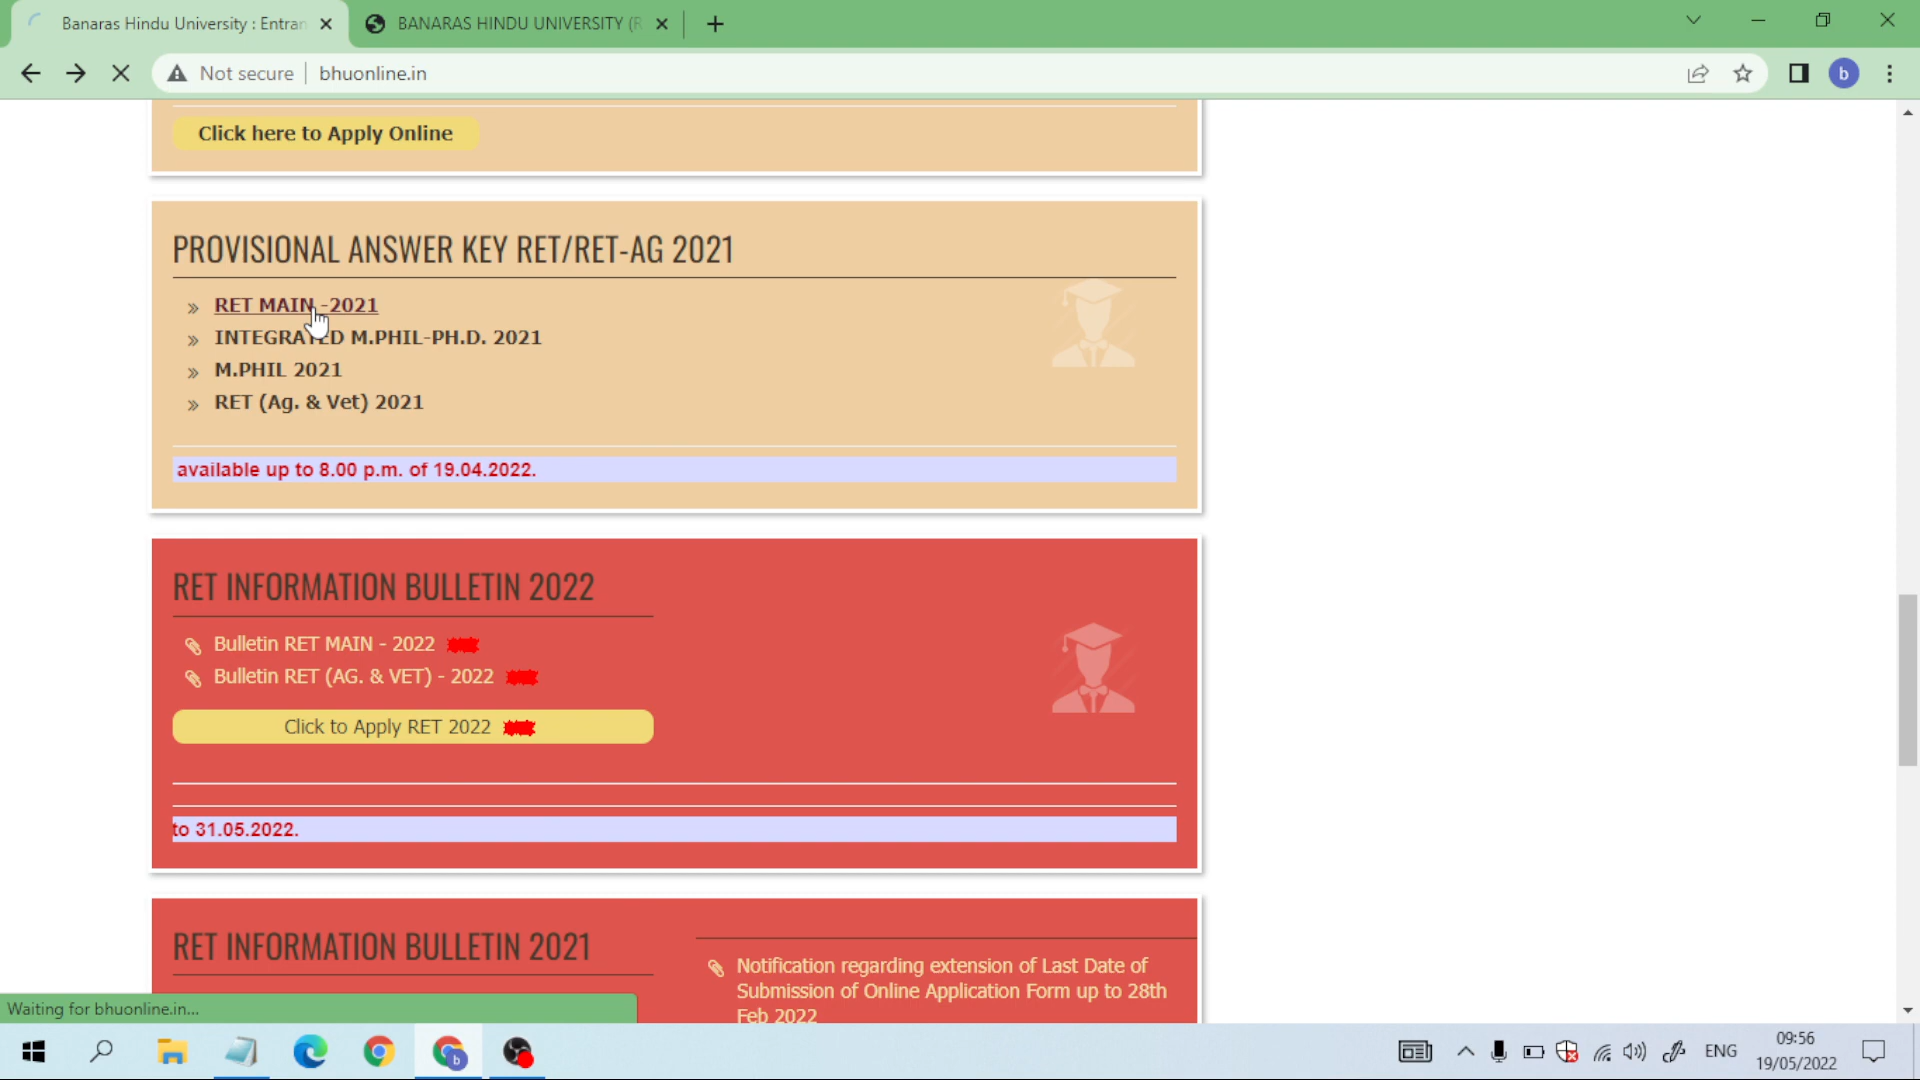 Banaras Hindu University : Entran
BANARAS HINDU UNIVERSITY (R
Not secure
bhuonline.in
b
Click here to Apply Online
PROVISIONAL ANSWER KEY RET/RET-AG 2021
» RET MAIN -2021
» INTEGRATED M.PHIL-PH.D. 2021
» M.PHIL 2021
» RET (Ag. & Vet) 2021
available up to 8.00 p.m. of 19.04.2022.
RET INFORMATION BULLETIN 2022
Bulletin RET MAIN - 2022
Bulletin RET (AG. & VET) - 2022
Click to Apply RET 2022
to 31.05.2022.
RET INFORMATION BULLETIN 2021
Notification regarding extension of Last Date of
Submission of Online Application Form up to 28th
Feb 2022
Waiting for bhuonline.in...
b
ENG
09:56
19/05/2022